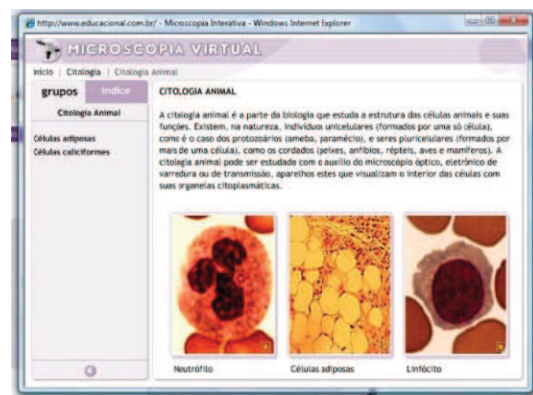 http://www.educacional.com.br/ - Microscopia Interativa - Windows Internet Explorer
MICROSCOPIA VIRTUAL
Início | Citologia | Citologia Animal
grupos índice
Citologia Animal
Células adiposas
Células caliciformes
CITOLOGIA ANIMAL
A citologia animal é a parte da biologia que estuda a estrutura das células animais e suas
funções. Existem, na natureza, indivíduos unicelulares (formados por uma só célula),
como é o caso dos protozoários (ameba, paramécio), e seres pluricelulares (formados por
mais de uma célula), como os cordados (peixes, anfíbios, répteis, aves e mamíferos). A
citologia animal pode ser estudada com o auxílio do microscópio óptico, eletrônico de
varredura ou de transmissão, aparelhos estes que visualizam o interior das células com
suas organelas citoplasmáticas.
Neutrófilo
Células adiposas
Linfócito